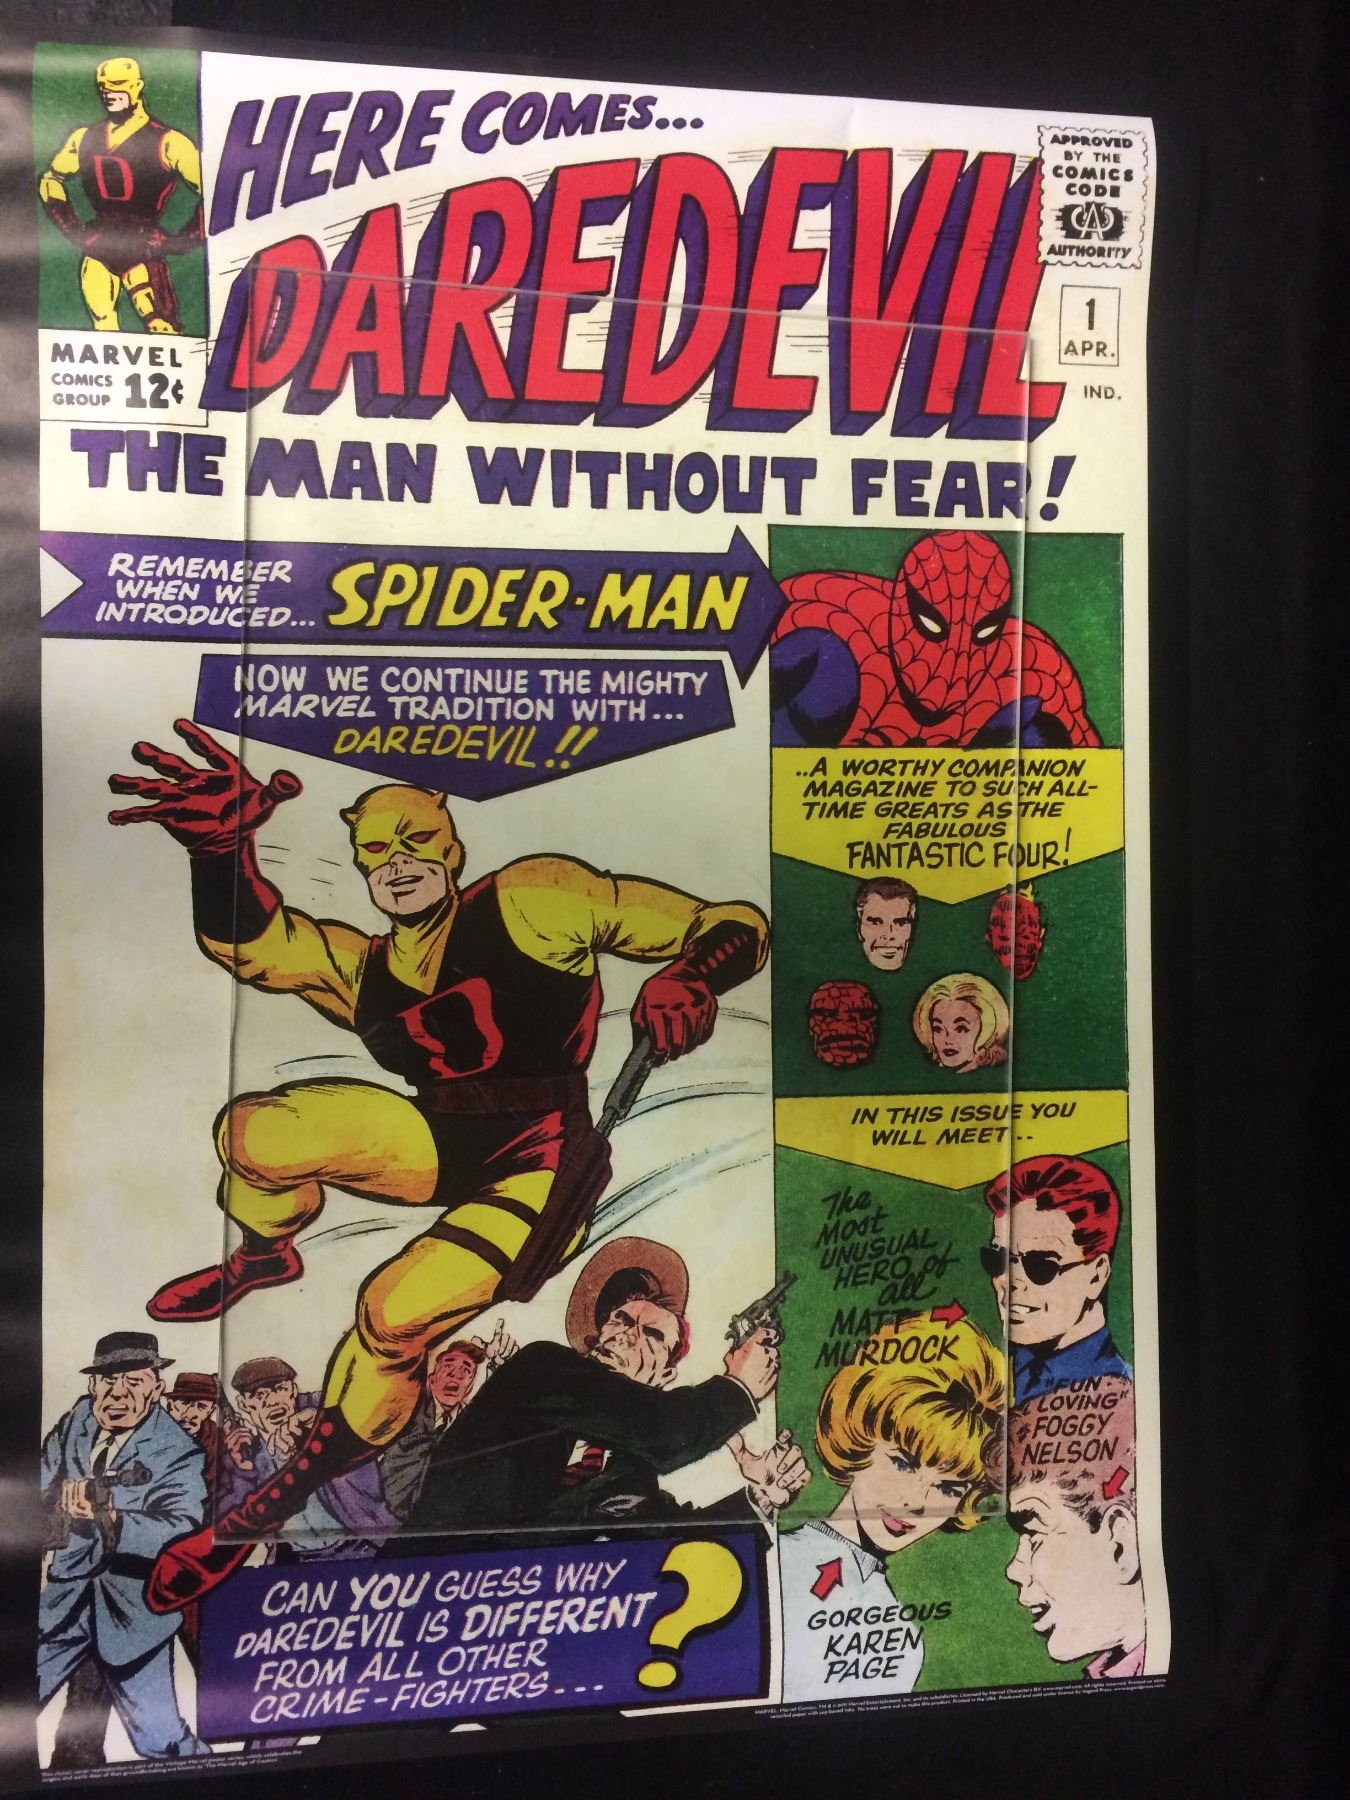 HERE COMES...
DAREDEVIL
APPROVED
BY THE
COMICS
CODE
CA
AUTHORITY
D
MARVEL
COMICS
GROUP 12¢
1
APR.
IND.
THE MAN WITHOUT FEAR!
REMEMBER
WHEN WE
INTRODUCED...
SPIDER-MAN
NOW WE CONTINUE THE MIGHTY
MARVEL TRADITION WITH...
DAREDEVIL!!
..A WORTHY COMPANION
MAGAZINE TO SUCH ALL-
TIME GREATS AS THE
FABULOUS
FANTASTIC FOUR!
D
IN THIS ISSUE YOU
WILL MEET..
The
Most
UNUSUAL
HERO of
all
MATT
MURDOCK
"FUN-
LOVING"
FOGGY
NELSON
GORGEOUS
KAREN
PAGE
CAN YOU GUESS WHY
DAREDEVIL IS DIFFERENT
FROM ALL OTHER
CRIME-FIGHTERS...
?